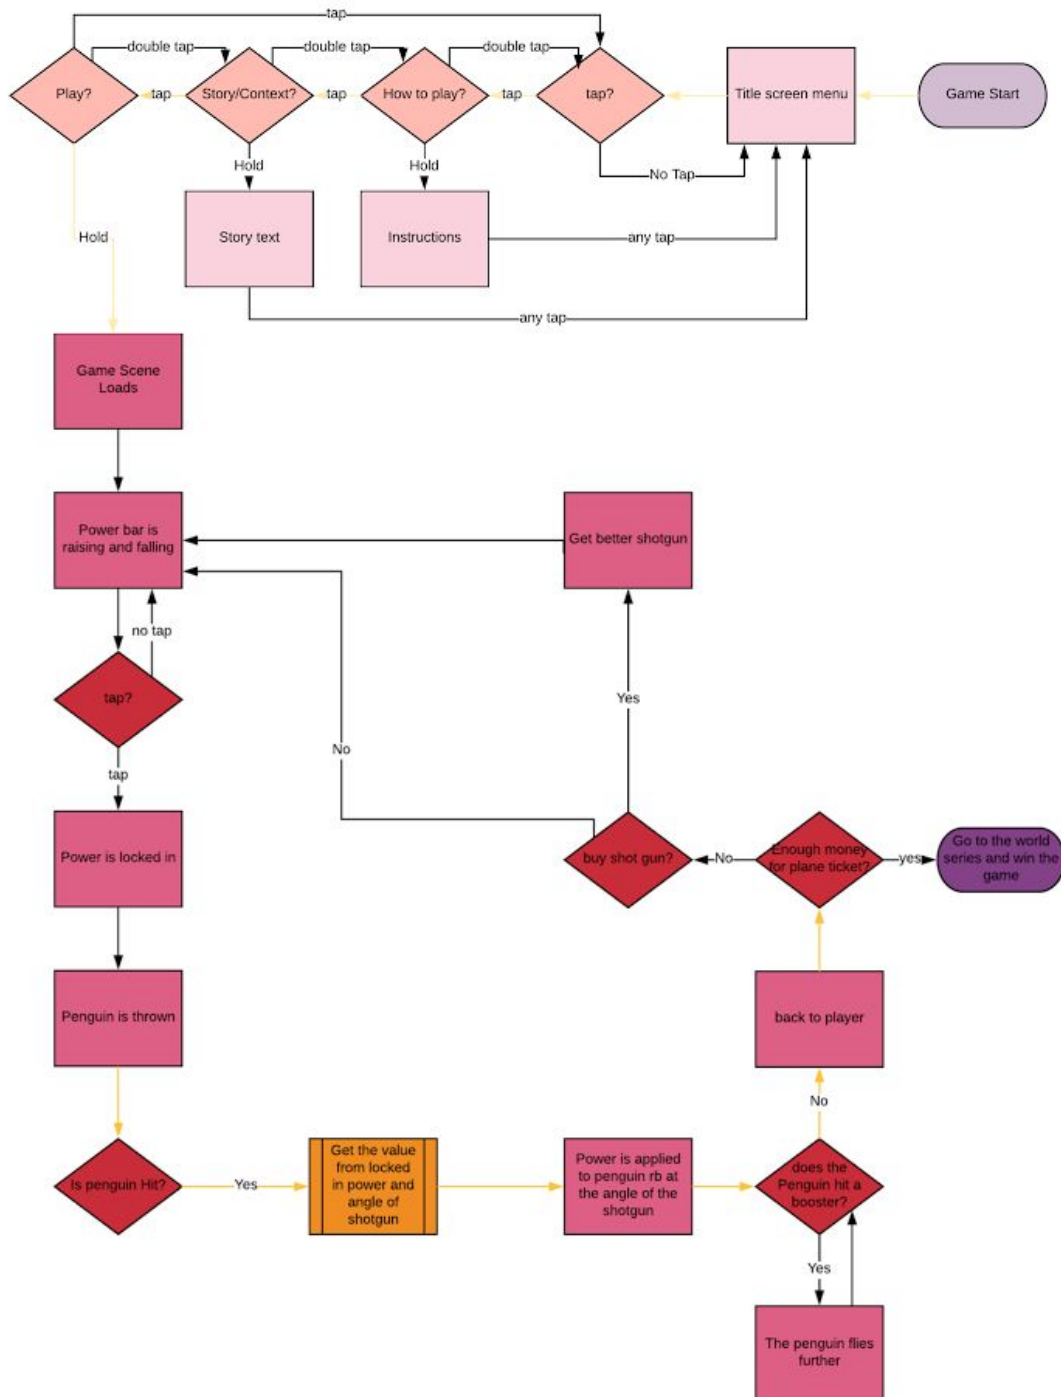 tap
double tap
double tap
double tap
Play?
tap
Story/Context?
tap
How to play?
tap
tap?
Title screen menu
Game Start
Hold
Hold
No Tap
Hold
Story text
Instructions
any tap
any tap
Game Scene
Loads
Power bar is
raising and falling
Get better shotgun
no tap
tap?
Yes
No
tap
Power is locked in
buy shot gun?
No
Enough money
for plane ticket?
yes
Go to the world
series and win the
game
Penguin is thrown
back to player
No
Is penguin Hit?
Yes
Get the value
from locked
in power and
angle of
shotgun
Power is applied
to penguin rb at
the angle of the
shotgun
does the
Penguin hit a
booster?
Yes
The penguin flies
further